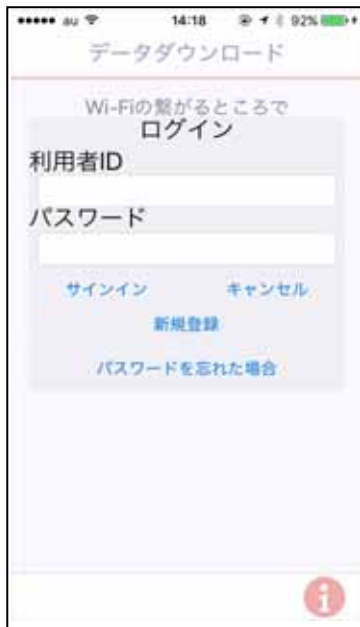 au 14:18 92%
データダウンロード
Wi-Fiの繋がるところで
ログイン
利用者ID
パスワード
サインイン キャンセル
新規登録
パスワードを忘れた場合
i